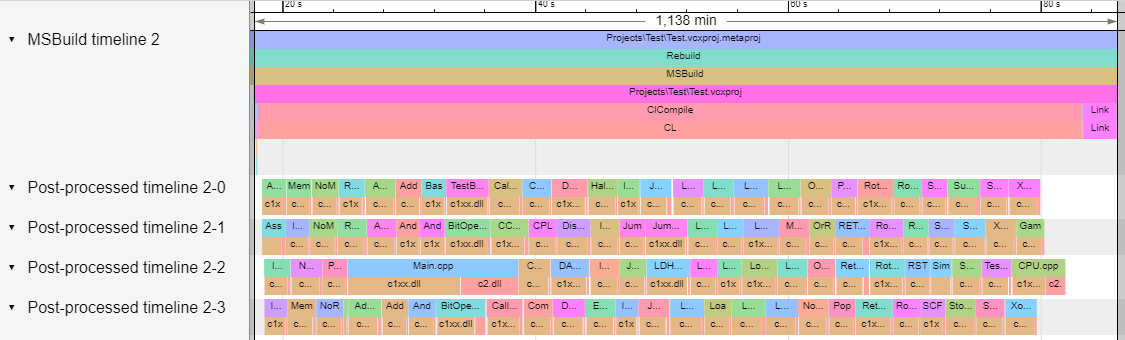 20 s 40 s 60 s 80 s
1,138 min
MSBuild timeline 2
Projects\Test\Test.vcxproj.metaproj
Rebuild
MSBuild
Projects\Test\Test.vcxproj
ClCompile Link
CL Link
Post-processed timeline 2-0
A... Mem NoM R... A... Add Bas TestB... Cal... C... D... Hal... I... J... L... L... L... L... O... P... Rot... Ro... S... Su... S... X...
c1x c... c... c1x c... c... c1x c1xx.dll c... c... c... c... c1x c... c... c... c... c... c... c... c1x... c... c... c... c... c...
Post-processed timeline 2-1
Ass I... NoM R... A... And And BitOpe... CC... CPL Dis... I... Jum Jum... L... L... L... M... OrR RET... Ro... R... S... S... X... Gam
c... c... c... c... c... c1x c1x c1xx.dll c1x... c... c... c... c... c1xx.dll c... c... c1x... c... c... c... c1x... c... c... c... c... c...
Post-processed timeline 2-2
I... N... P... Main.cpp C... DA... I... J... LDH... L... L... Lo... L... O... Ret... Rot... RST Sim S... Tes... CPU.cpp
c... c... c... c1xx.dll c2.dll c... c... c... c... c1xx.dll c... c1x c1x... c... c... c... c1x... c... c... c... c... c1x... c2.
Post-processed timeline 2-3
I... Mem NoR Ad... Add And BitOpe... Call... Com D... E... I... J... L... Loa L... L... No... Pop Ret... Ro... SCF Sto... S... Xo...
c1x c... c... c... c... c... c1xx.dll c1x... c... c... c... c1x c... c... c... c... c... c... c... c1x... c... c1x c... c... c...